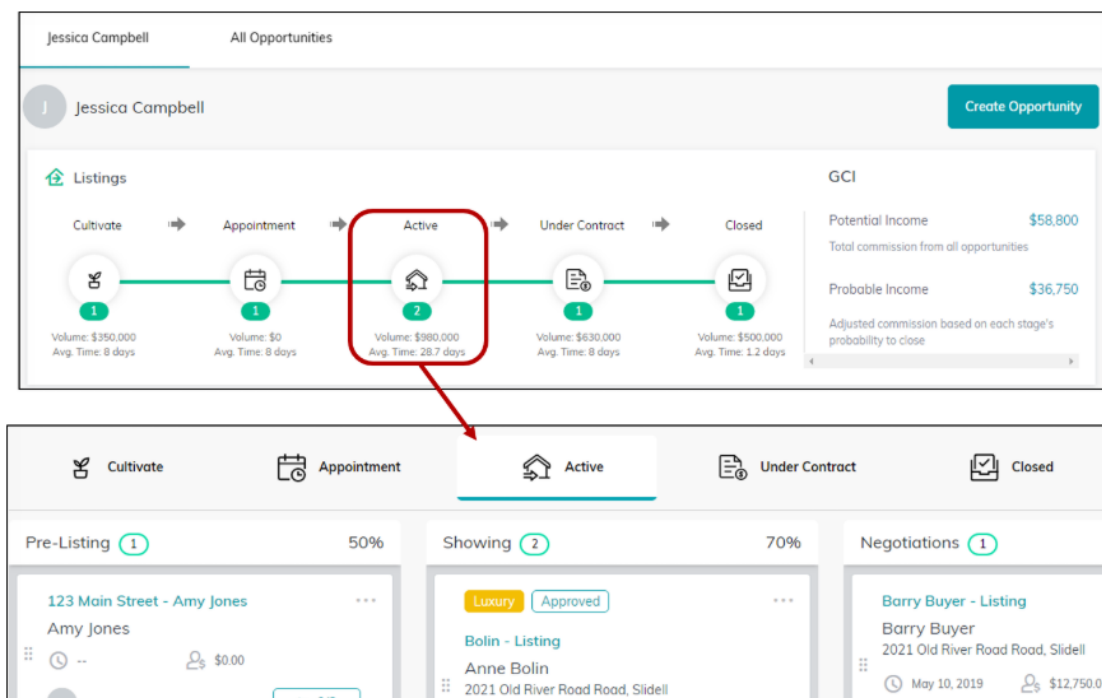 Jessica Campbell All Opportunities
J Jessica Campbell Create Opportunity
Listings GCI
Cultivate Appointment Active Under Contract Closed
Potential Income $58,800
Total commission from all opportunities
1 1 2 1 1
Probable Income $36,750
Volume: $350,000 Volume: $0 Volume: $980,000 Volume: $630,000 Volume: $500,000
Avg. Time: 8 days Avg. Time: 8 days Avg. Time: 28.7 days Avg. Time: 8 days Avg. Time: 1.2 days
Adjusted commission based on each stage's
probability to close
Cultivate Appointment Active Under Contract Closed
Pre-Listing 1 50% Showing 2 70% Negotiations 1
123 Main Street - Amy Jones
Amy Jones
-- $0.00
Luxury Approved
Bolin - Listing
Anne Bolin
2021 Old River Road Road, Slidell
Barry Buyer - Listing
Barry Buyer
2021 Old River Road Road, Slidell
May 10, 2019 $12,750.0